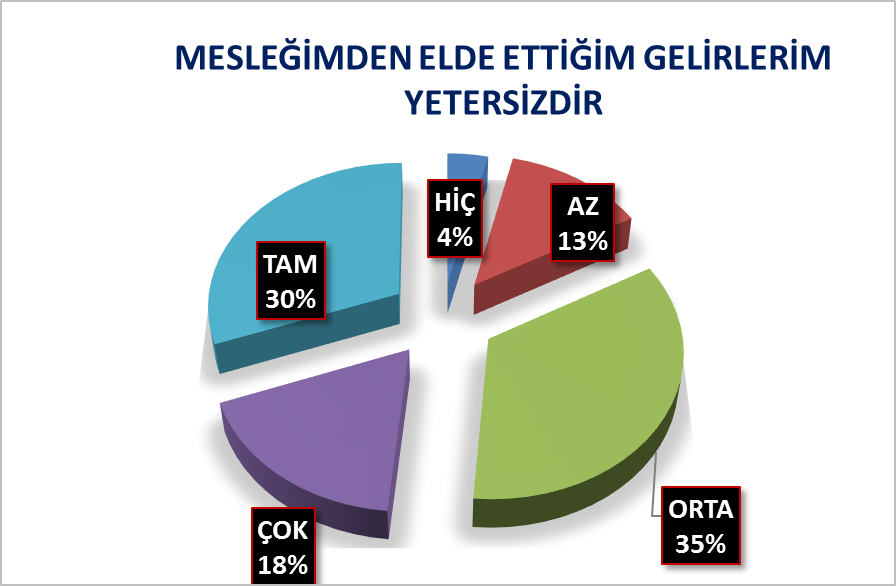 MESLEĞİMDEN ELDE ETTİĞİM GELİRLERİM
YETERSİZDİR
HİÇ
4%
AZ
13%
TAM
30%
ORTA
35%
ÇOK
18%